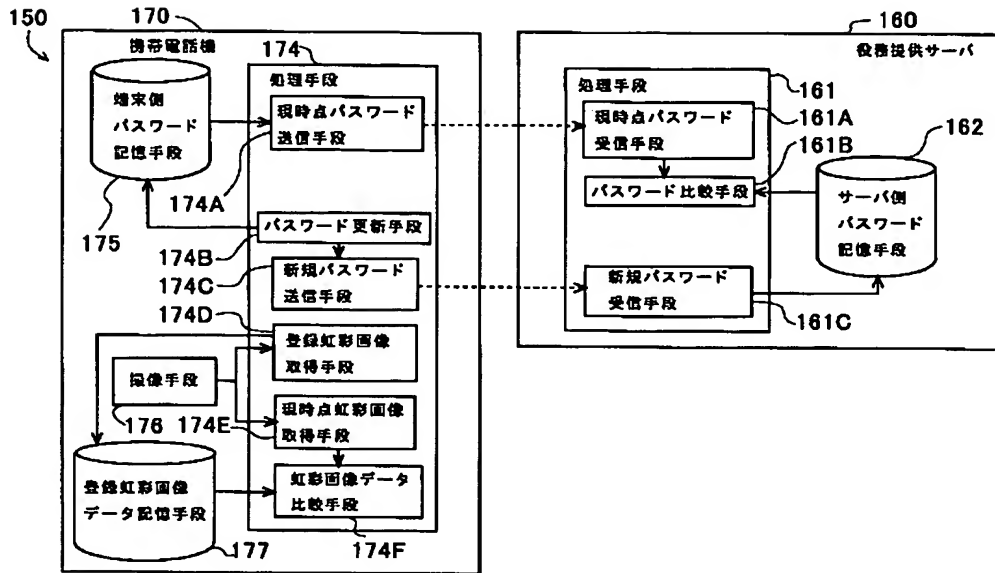 150
170
携帯電話機
端末側
パスワード
記憶手段
175
174
処理手段
現時点パスワード
送信手段
174A
パスワード更新手段
174B
新規パスワード
送信手段
174C
登録虹彩画像
取得手段
174D
撮像手段
176
現時点虹彩画像
取得手段
174E
登録虹彩画像
データ記憶手段
177
虹彩画像データ
比較手段
174F
160
役務提供サーバ
処理手段
161
現時点パスワード
受信手段
161A
パスワード比較手段
161B
162
サーバ側
パスワード
記憶手段
新規パスワード
受信手段
161C